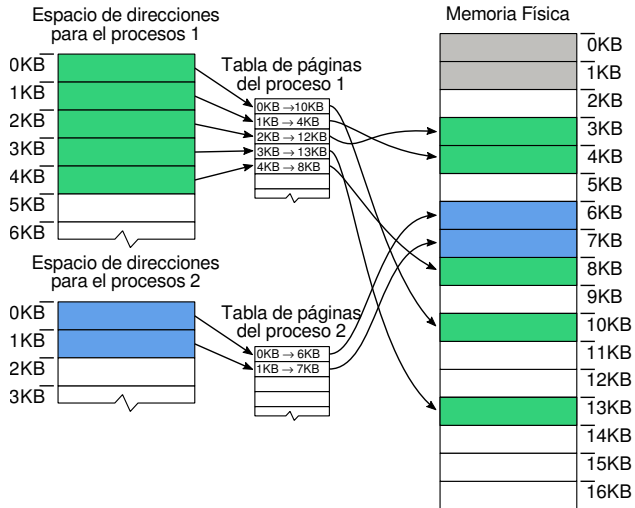 Espacio de direcciones
para el procesos 1
0KB
1KB
2KB
3KB
4KB
5KB
6KB
Tabla de páginas
del proceso 1
0KB →10KB
1KB → 4KB
2KB → 12KB
3KB → 13KB
4KB → 8KB
Espacio de direcciones
para el procesos 2
0KB
1KB
2KB
3KB
Tabla de páginas
del proceso 2
0KB → 6KB
1KB → 7KB
Memoria Física
0KB
1KB
2KB
3KB
4KB
5KB
6KB
7KB
8KB
9KB
10KB
11KB
12KB
13KB
14KB
15KB
16KB